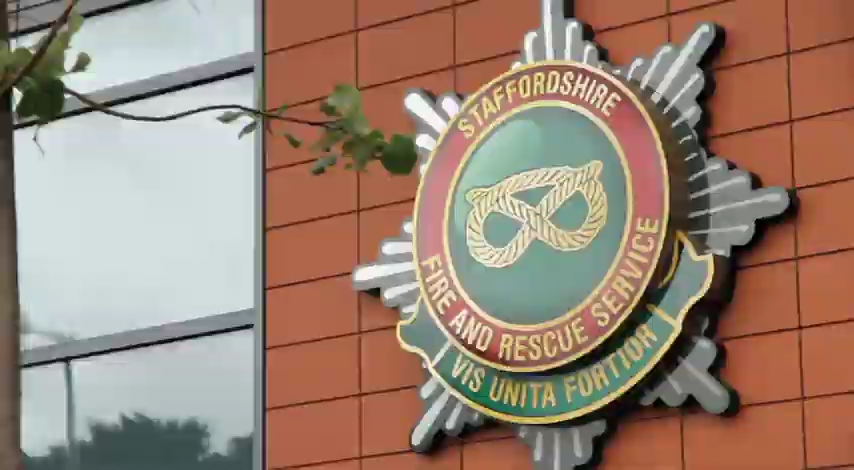 STAFFORDSHIRE
FIRE AND RESCUE SERVICE
VIS UNITA FORTIOR